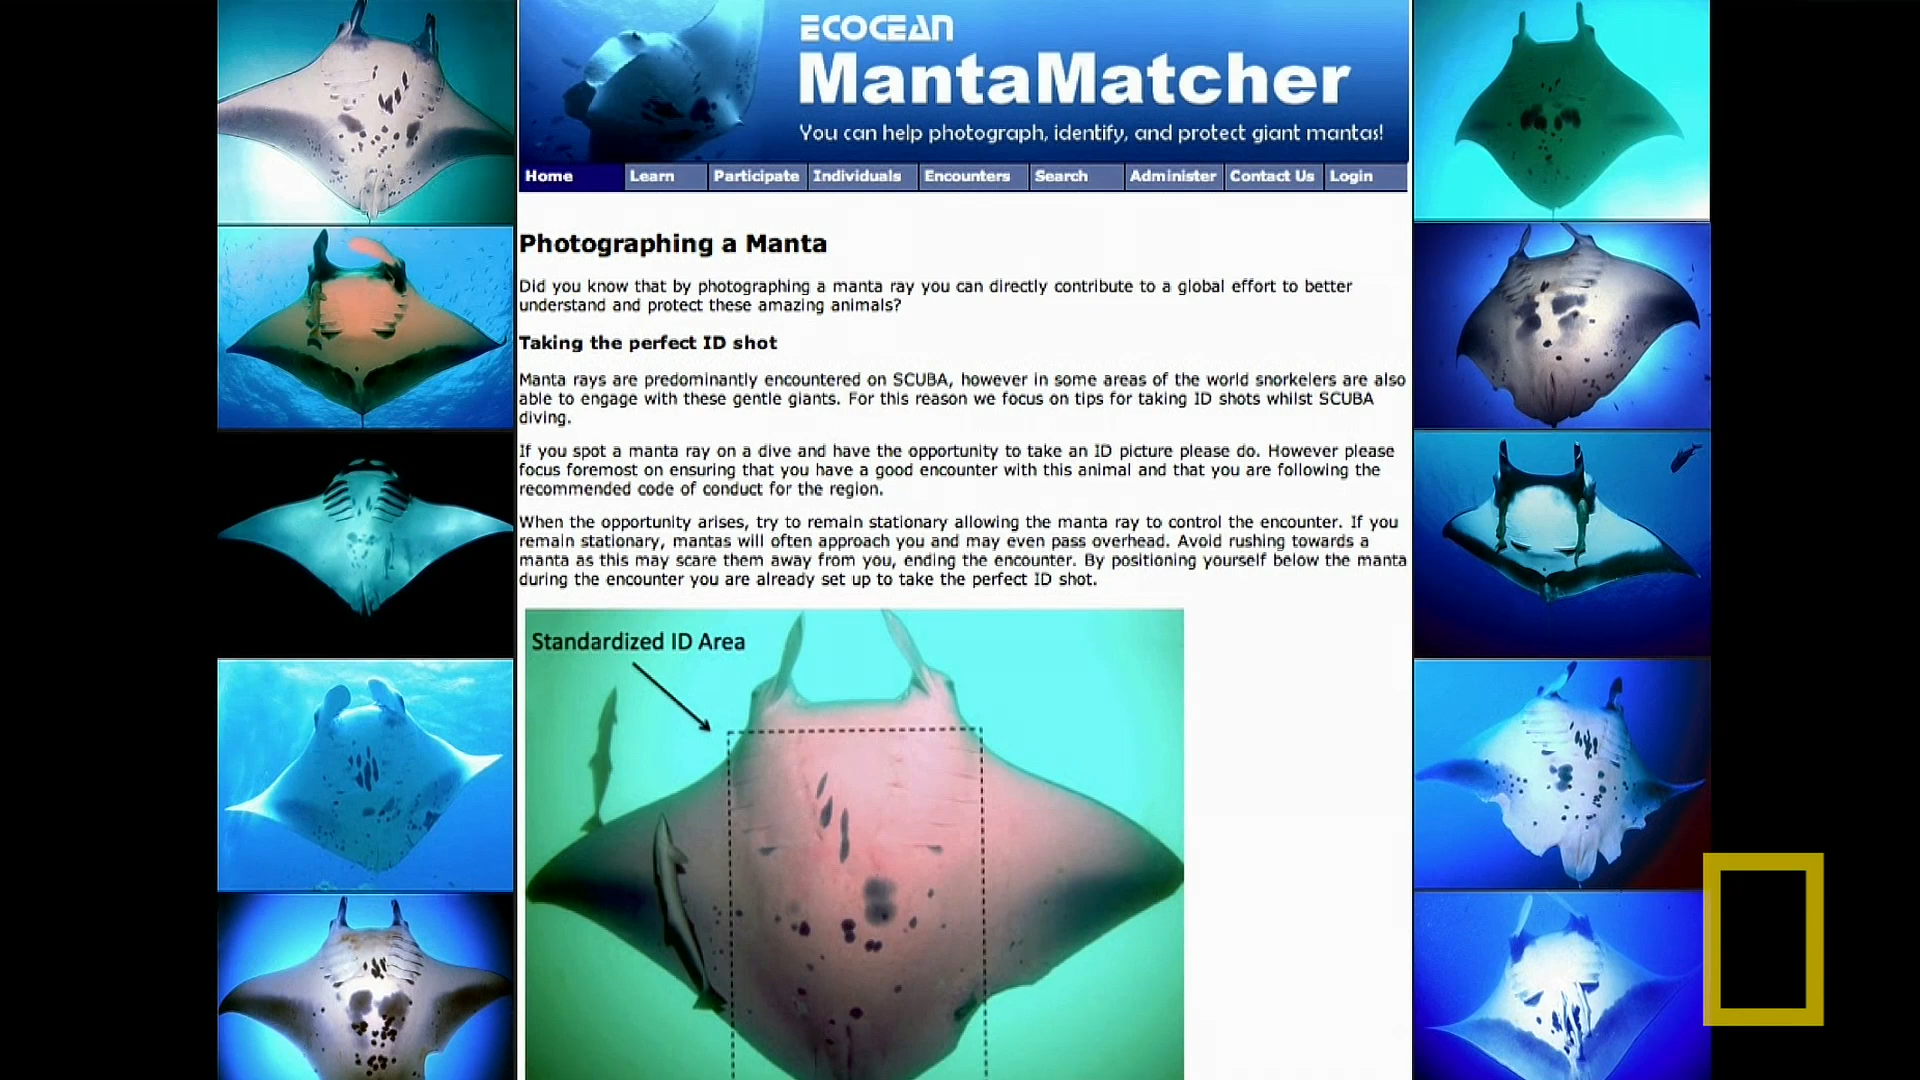 ECOCEAN
MantaMatcher
You can help photograph, identify, and protect giant mantas!
Home Learn Participate Individuals Encounters Search Administer Contact Us Login
Photographing a Manta
Did you know that by photographing a manta ray you can directly contribute to a global effort to better
understand and protect these amazing animals?
Taking the perfect ID shot
Manta rays are predominantly encountered on SCUBA, however in some areas of the world snorkelers are also
able to engage with these gentle giants. For this reason we focus on tips for taking ID shots whilst SCUBA
diving.
If you spot a manta ray on a dive and have the opportunity to take an ID picture please do. However please
focus foremost on ensuring that you have a good encounter with this animal and that you are following the
recommended code of conduct for the region.
When the opportunity arises, try to remain stationary allowing the manta ray to control the encounter. If you
remain stationary, mantas will often approach you and may even pass overhead. Avoid rushing towards a
manta as this may scare them away from you, ending the encounter. By positioning yourself below the manta
during the encounter you are already set up to take the perfect ID shot.
Standardized ID Area